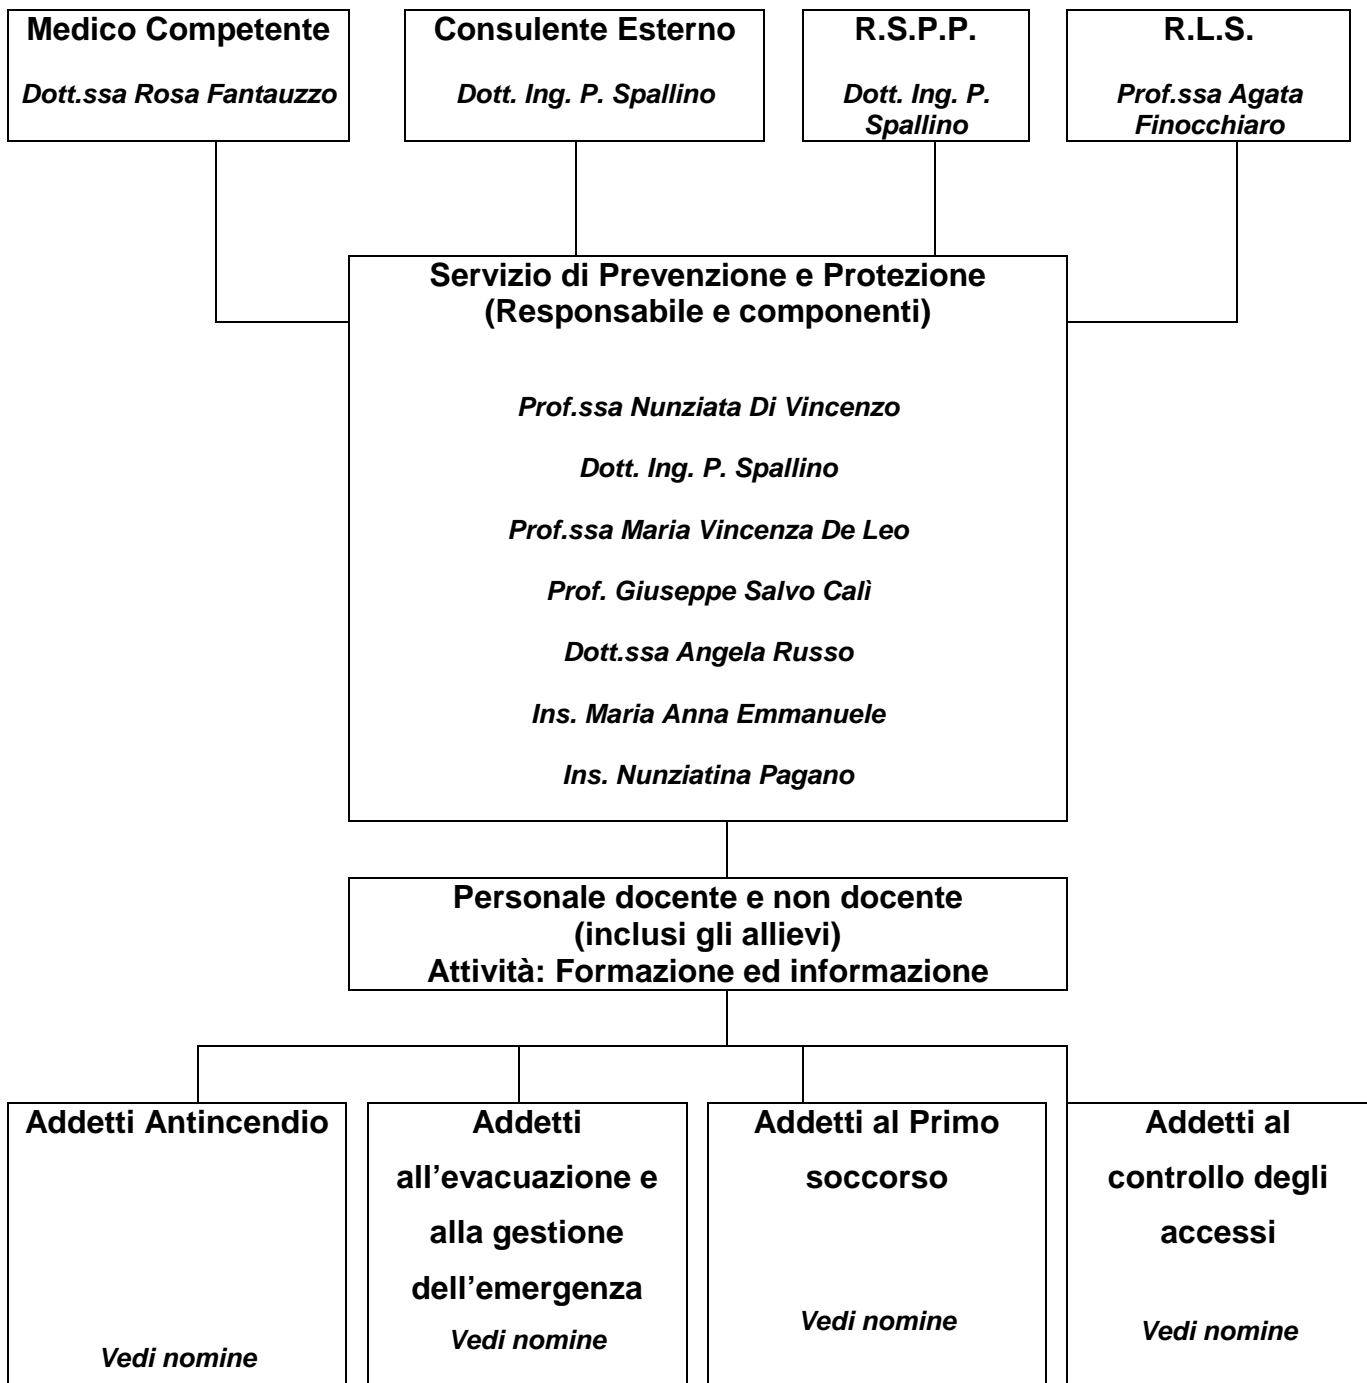 Medico Competente
Dott.ssa Rosa Fantauzzo
Consulente Esterno
Dott. Ing. P. Spallino
R.S.P.P.
Dott. Ing. P.
Spallino
R.L.S.
Prof.ssa Agata
Finocchiaro
Servizio di Prevenzione e Protezione
(Responsabile e componenti)
Prof.ssa Nunziata Di Vincenzo
Dott. Ing. P. Spallino
Prof.ssa Maria Vincenza De Leo
Prof. Giuseppe Salvo Calì
Dott.ssa Angela Russo
Ins. Maria Anna Emmanuele
Ins. Nunziatina Pagano
Personale docente e non docente
(inclusi gli allievi)
Attività: Formazione ed informazione
Addetti Antincendio
Vedi nomine
Addetti
all’evacuazione e
alla gestione
dell’emergenza
Vedi nomine
Addetti al Primo
soccorso
Vedi nomine
Addetti al
controllo degli
accessi
Vedi nomine